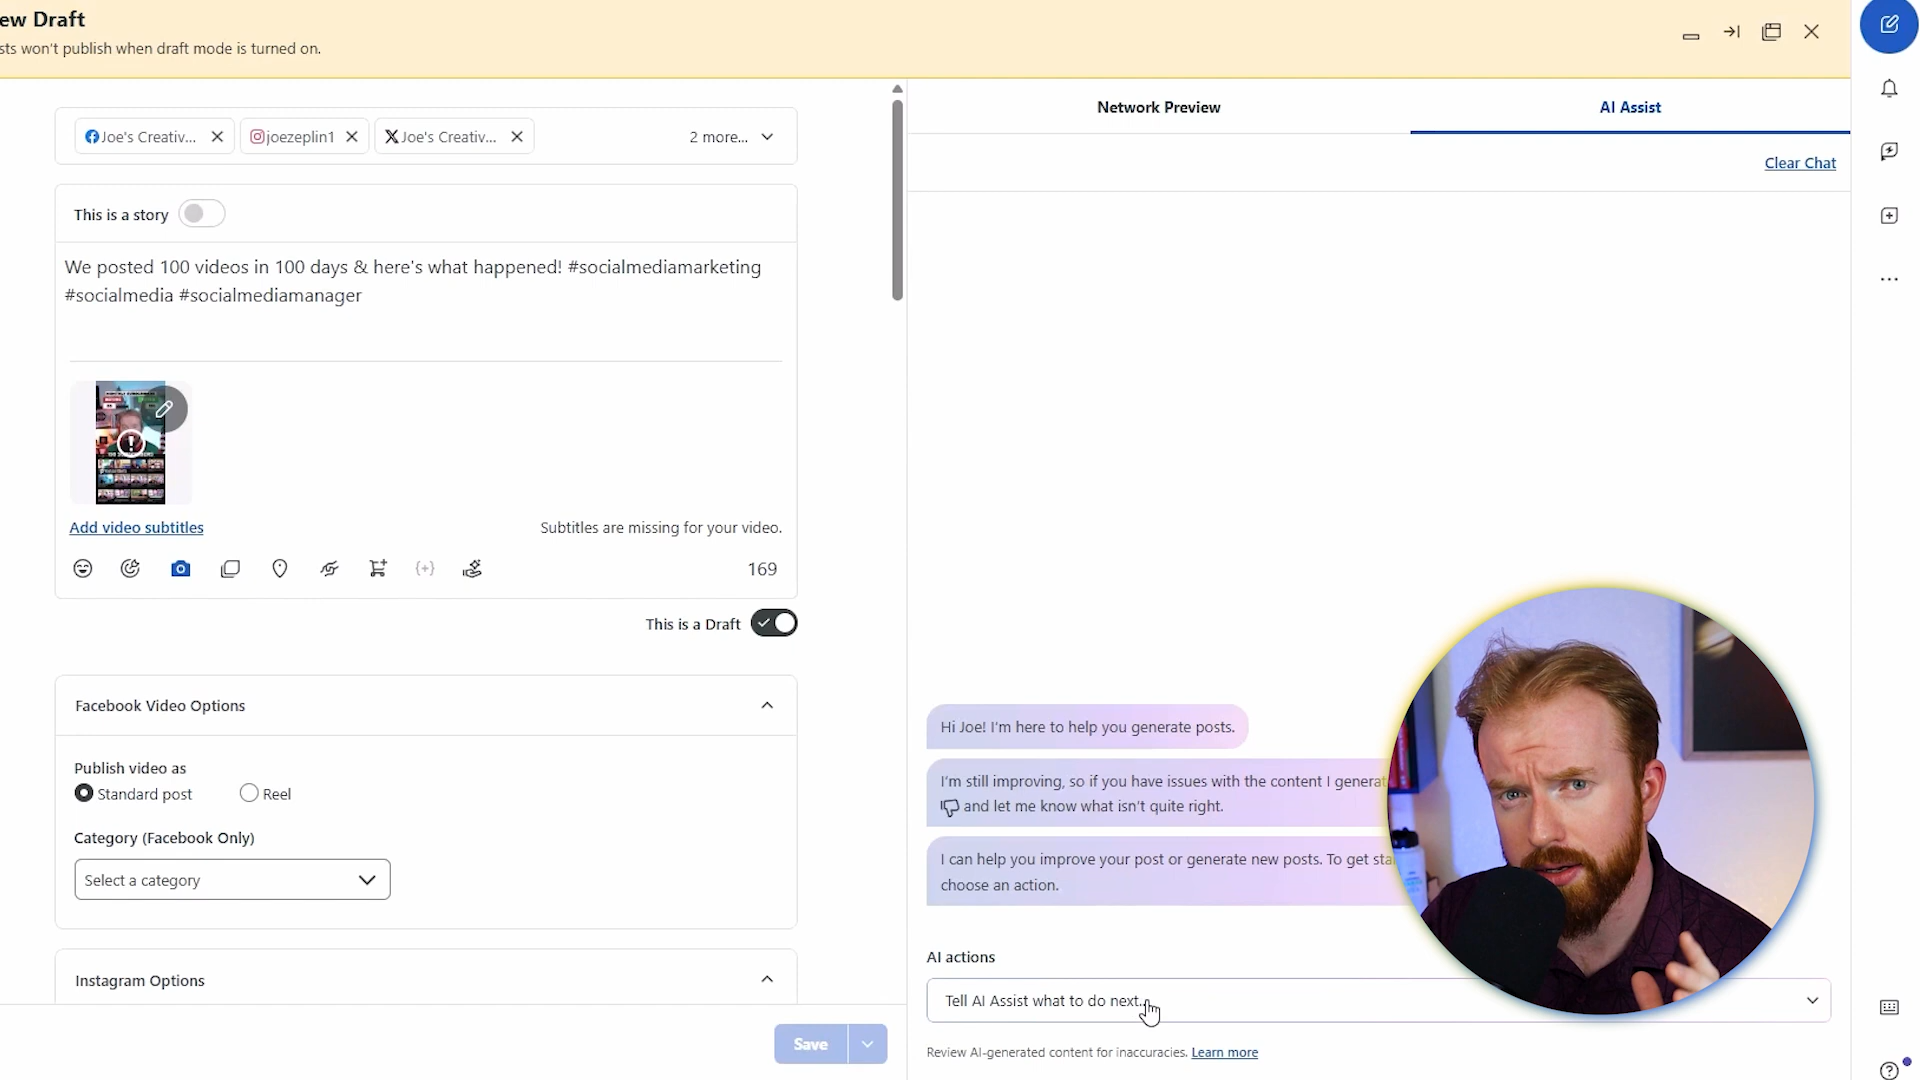 ew Draft
sts won't publish when draft mode is turned on.
Joe's Creativ...
joezeplin1
Joe's Creativ...
2 more...
This is a story
We posted 100 videos in 100 days & here's what happened! #socialmediamarketing
#socialmedia #socialmediamanager
Add video subtitles
Subtitles are missing for your video.
169
This is a Draft
Facebook Video Options
Publish video as
Standard post
Reel
Category (Facebook Only)
Select a category
Instagram Options
Save
Network Preview
AI Assist
Clear Chat
Hi Joe! I'm here to help you generate posts.
I'm still improving, so if you have issues with the content I generat
and let me know what isn't quite right.
I can help you improve your post or generate new posts. To get sta
choose an action.
AI actions
Tell AI Assist what to do next...
Review AI-generated content for inaccuracies. Learn more